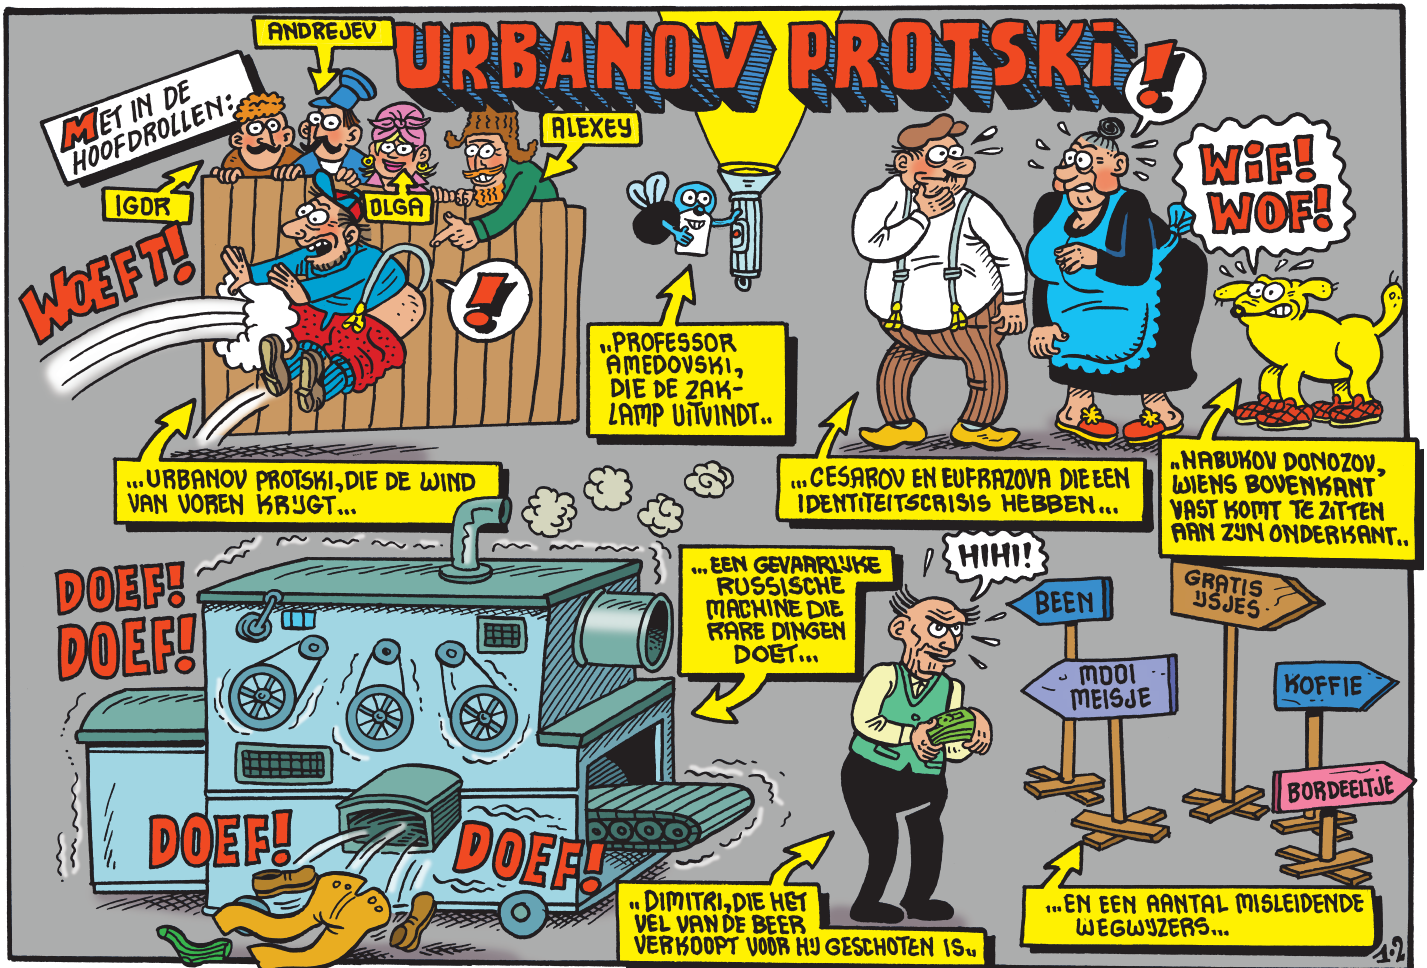 URBANOV PROTSKi!
MET IN DE
HOOFDROLLEN:
ANDREJEV
ALEXEY
IGOR
OLGA
WOEFT!
!
...URBANOV PROTSKI, DIE DE WIND
VAN VOREN KRIJGT...
..PROFESSOR
AMEDOVSKI,
DIE DE ZAK-
LAMP UITVINDT..
WiF!
WOF!
...CESAROV EN EUFRAZOVA DIE EEN
IDENTITEITSCRISIS HEBBEN...
..NABUKOV DONOZOV,
WIENS BOVENKANT
VAST KOMT TE ZITTEN
AAN ZIJN ONDERKANT..
DOEF!
DOEF!
DOEF!
DOEF!
...EEN GEVAARLIJKE
RUSSISCHE
MACHINE DIE
RARE DINGEN
DOET...
HIHI!
..DIMITRI, DIE HET
VEL VAN DE BEER
VERKOOPT VOOR HIJ GESCHOTEN IS..
BEEN
GRATIS
IJSJES
MOOI
MEISJE
KOFFIE
BORDEELTJE
...EN EEN AANTAL MISLEIDENDE
WEGWIJZERS...
1·2